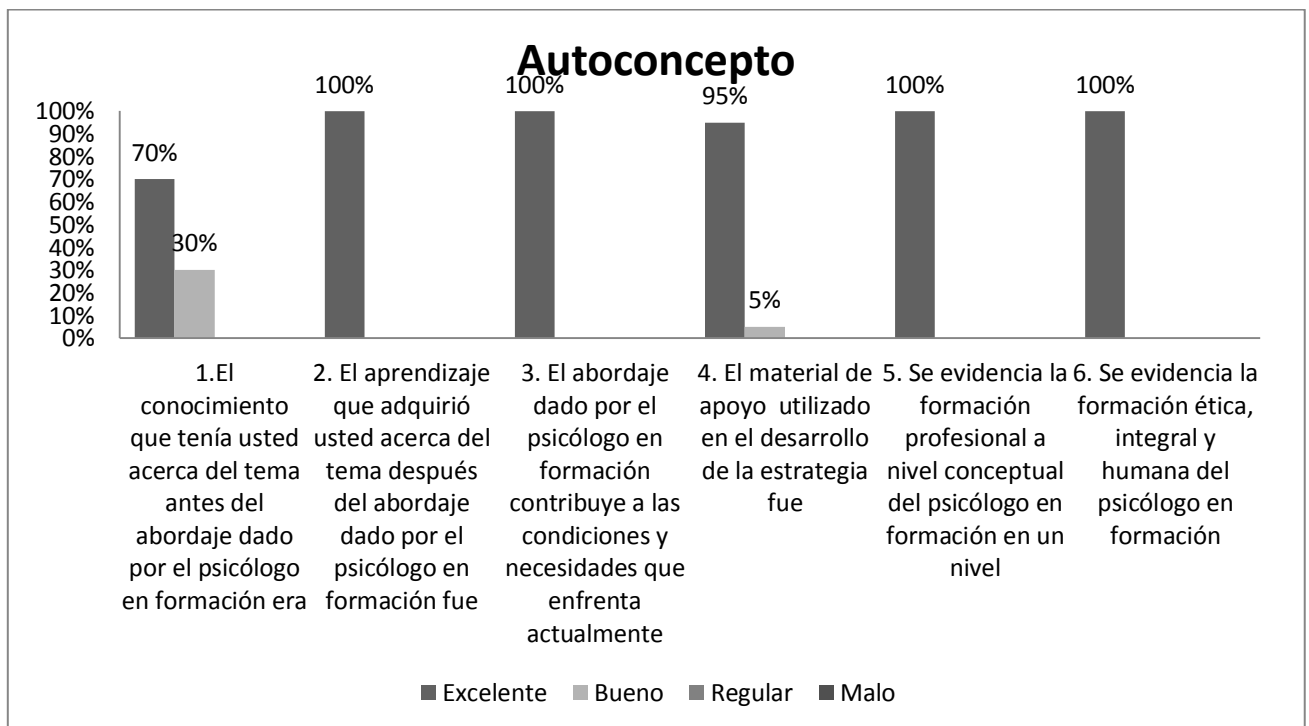 Autoconcepto
100%
100%
95%
100%
100%
100%
90%
80%
70%
60%
50%
40%
30%
20%
10%
0%
70%
30%
5%
1.El
conocimiento
que tenía usted
acerca del tema
antes del
abordaje dado
por el psicólogo
en formación era
2. El aprendizaje
que adquirió
usted acerca del
tema después
del abordaje
dado por el
psicólogo en
formación fue
3. El abordaje
dado por el
psicólogo en
formación
contribuye a las
condiciones y
necesidades que
enfrenta
actualmente
4. El material de
apoyo utilizado
en el desarrollo
de la estrategia
fue
5. Se evidencia la
formación
profesional a
nivel conceptual
del psicólogo en
formación en un
nivel
6. Se evidencia la
formación ética,
integral y
humana del
psicólogo en
formación
Excelente Bueno Regular Malo